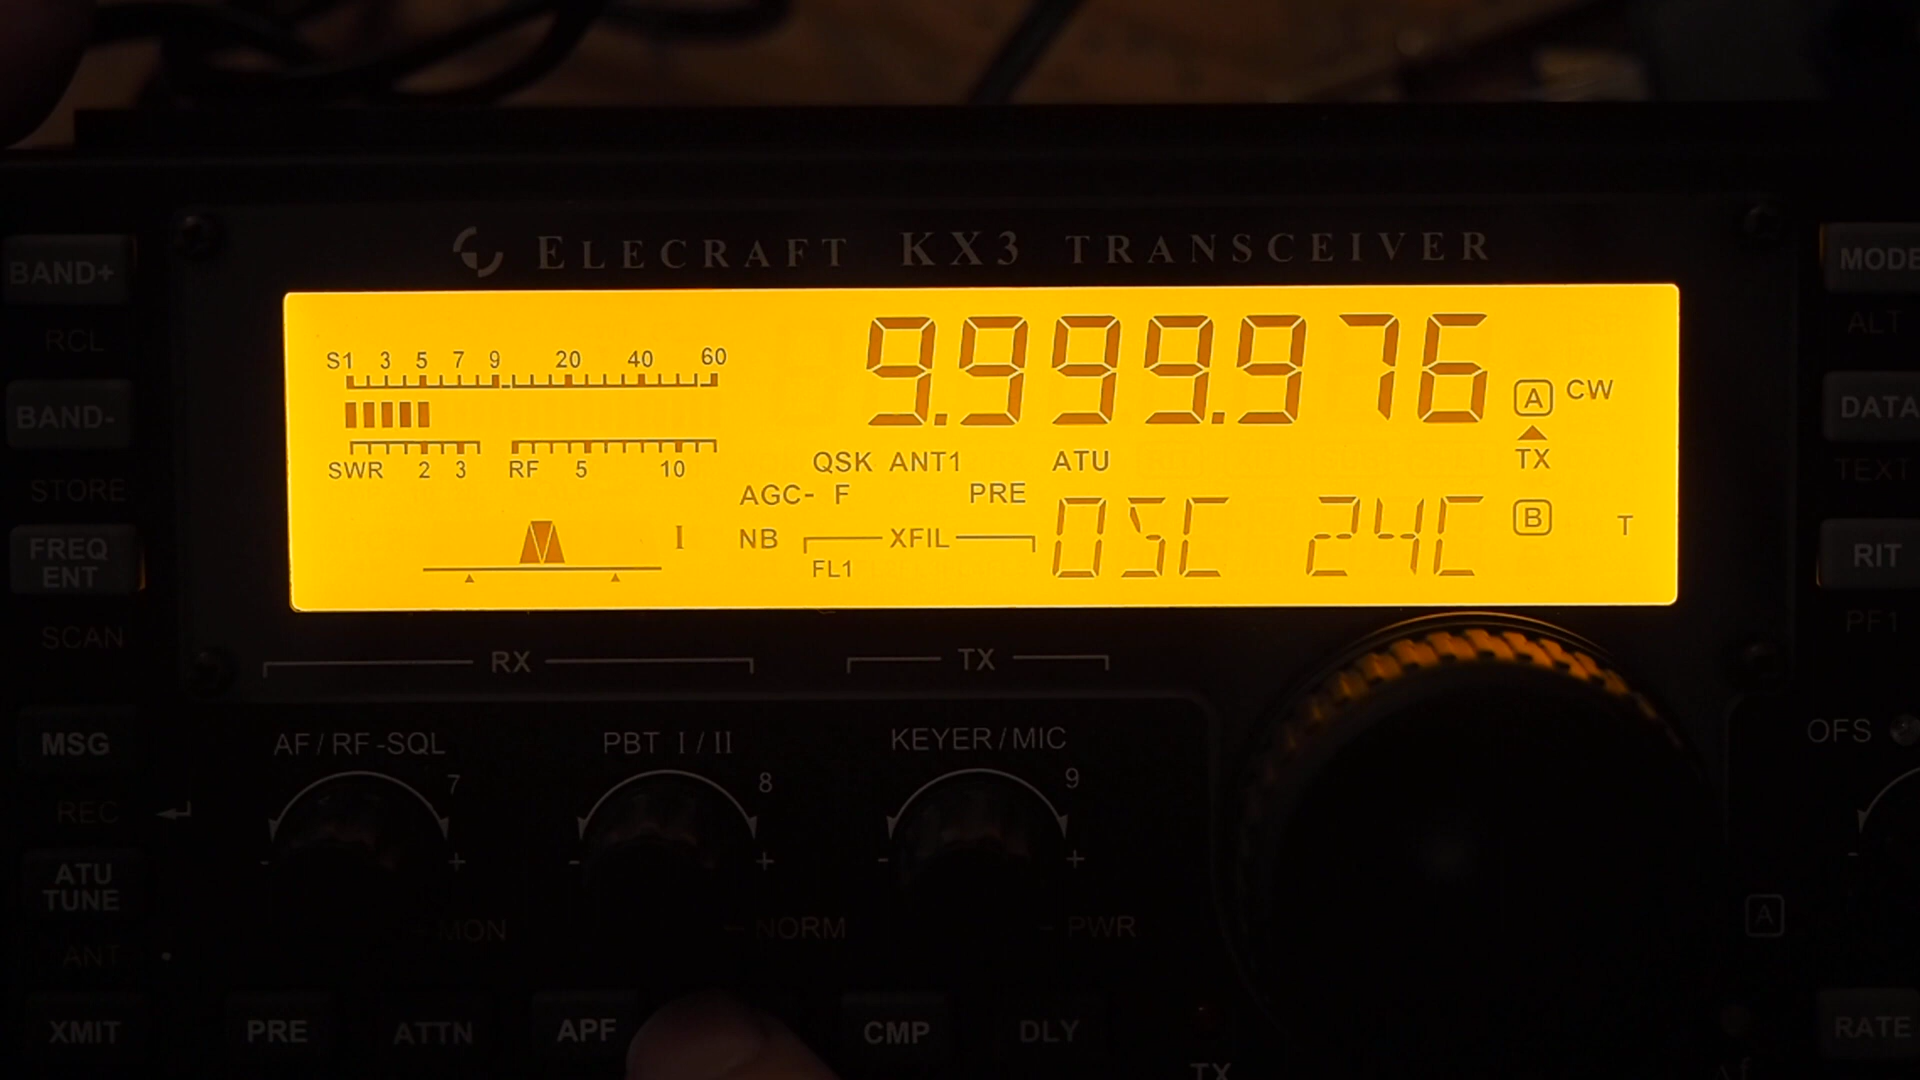 ELECRAFT KX3 TRANSCEIVER
BAND+
RCL
BAND-
STORE
FREQ
ENT
SCAN
MSG
REC
ATU
TUNE
ANT
XMIT
S1 3 5 7 9 20 40 60
SWR 2 3 RF 5 10
9.999.976
A CW
TX
QSK ANT1 ATU
AGC- F PRE
I NB XFIL
FL1
OSC 24C
B T
MODE
ALT
DATA
TEXT
RIT
PF1
OFS
RX TX
AF/RF-SQL PBT I/II KEYER/MIC
7 8 9
- + - + - +
-
MON NORM PWR
A
PRE ATTN APF CMP DLY
RATE
TX